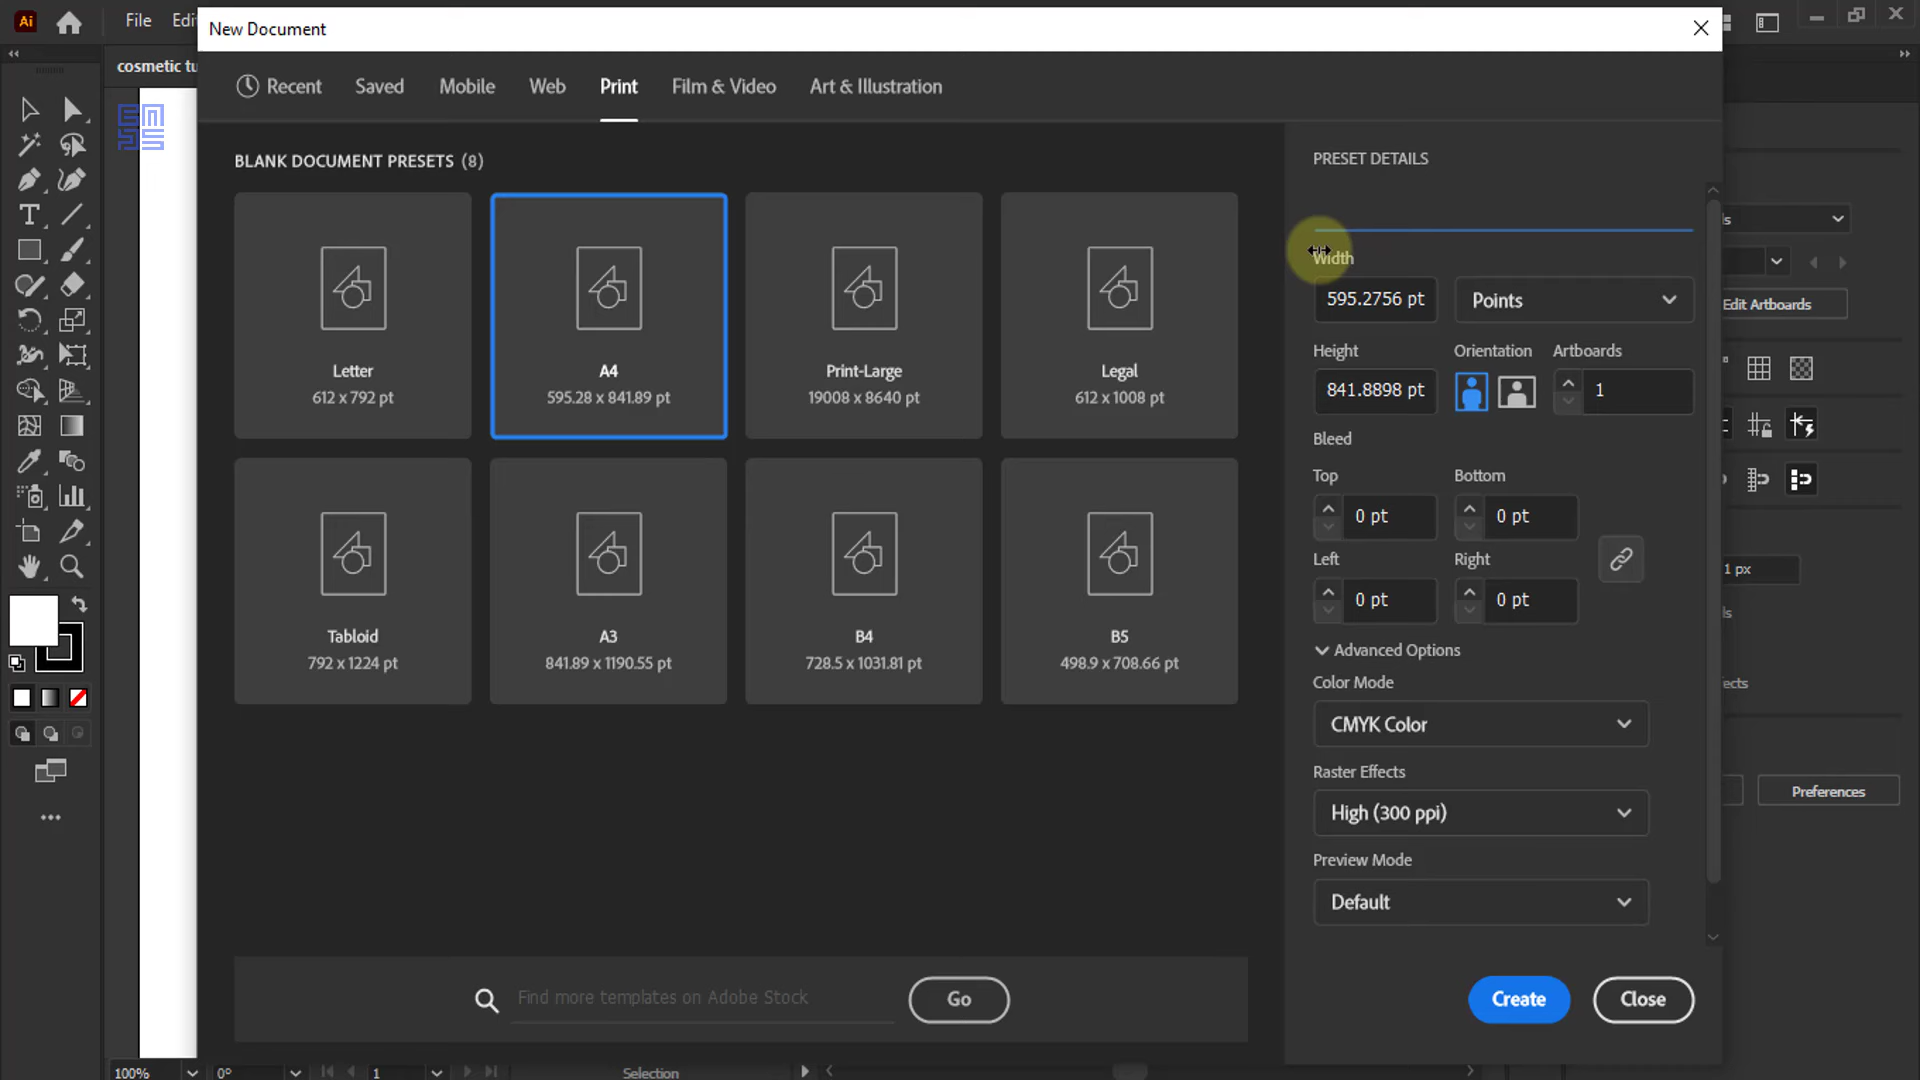 Ai
File
Edi
New Document
cosmetic tu
Recent
Saved
Mobile
Web
Print
Film & Video
Art & Illustration
BLANK DOCUMENT PRESETS (8)
Letter
612 x 792 pt
A4
595.28 x 841.89 pt
Print-Large
19008 x 8640 pt
Legal
612 x 1008 pt
Tabloid
792 x 1224 pt
A3
841.89 x 1190.55 pt
B4
728.5 x 1031.81 pt
B5
498.9 x 708.66 pt
Find more templates on Adobe Stock
Go
PRESET DETAILS
Width
595.2756 pt
Points
Height
Orientation
Artboards
841.8898 pt
1
Bleed
Top
Bottom
0 pt
0 pt
Left
Right
0 pt
0 pt
Advanced Options
Color Mode
CMYK Color
Raster Effects
High (300 ppi)
Preview Mode
Default
Create
Close
ls
Edit Artboards
1 px
ls
ects
Preferences
100%
0°
1
Selection